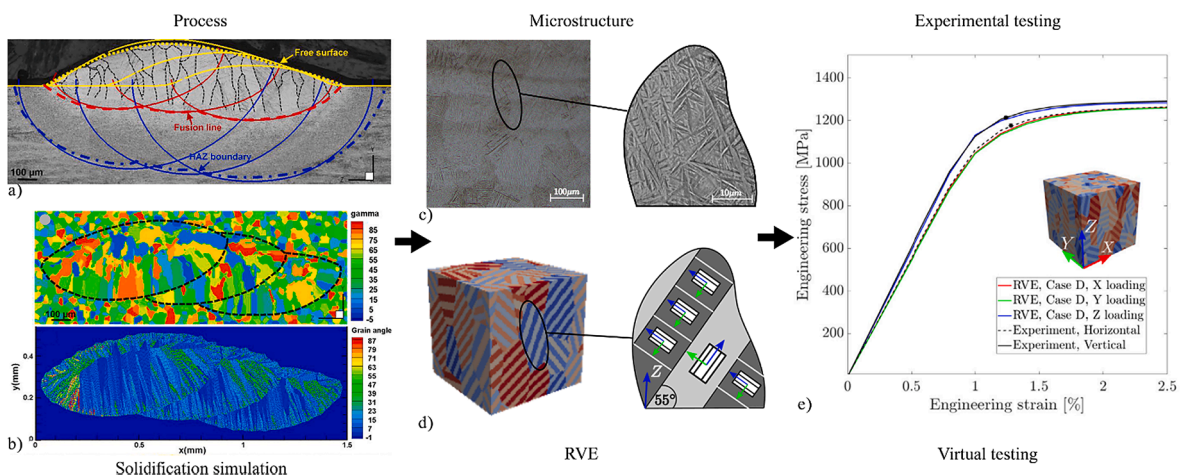 Process
Microstructure
Experimental testing
Free surface
Fusion line
HAZ boundary
100 μm
a)
gamma
85
75
65
55
45
35
25
15
5
-5
100 μm
Grain angle
87
79
71
63
55
47
39
31
23
15
7
-1
y(mm)
0.4
0.2
0
0
0.5
1
1.5
x(mm)
b)
Solidification simulation
100μm
10μm
c)
Z
55°
d)
RVE
Engineering stress [MPa]
1400
1200
1000
800
600
400
200
0
0.5
1.0
1.5
2.0
2.5
Engineering strain [%]
Z
Y
X
RVE, Case D, X loading
RVE, Case D, Y loading
RVE, Case D, Z loading
Experiment, Horizontal
Experiment, Vertical
e)
Virtual testing